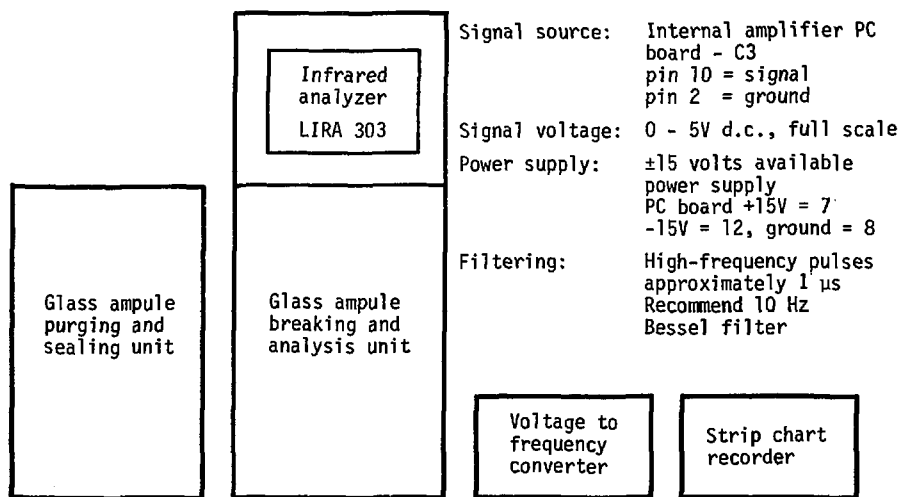 Infrared
analyzer
LIRA 303
Glass ampule
purging and
sealing unit
Glass ampule
breaking and
analysis unit
Signal source: Internal amplifier PC
board - C3
pin 10 = signal
pin 2 = ground
Signal voltage: 0 - 5V d.c., full scale
Power supply: ±15 volts available
power supply
PC board +15V = 7
-15V = 12, ground = 8
Filtering: High-frequency pulses
approximately 1 µs
Recommend 10 Hz
Bessel filter
Voltage to
frequency
converter
Strip chart
recorder